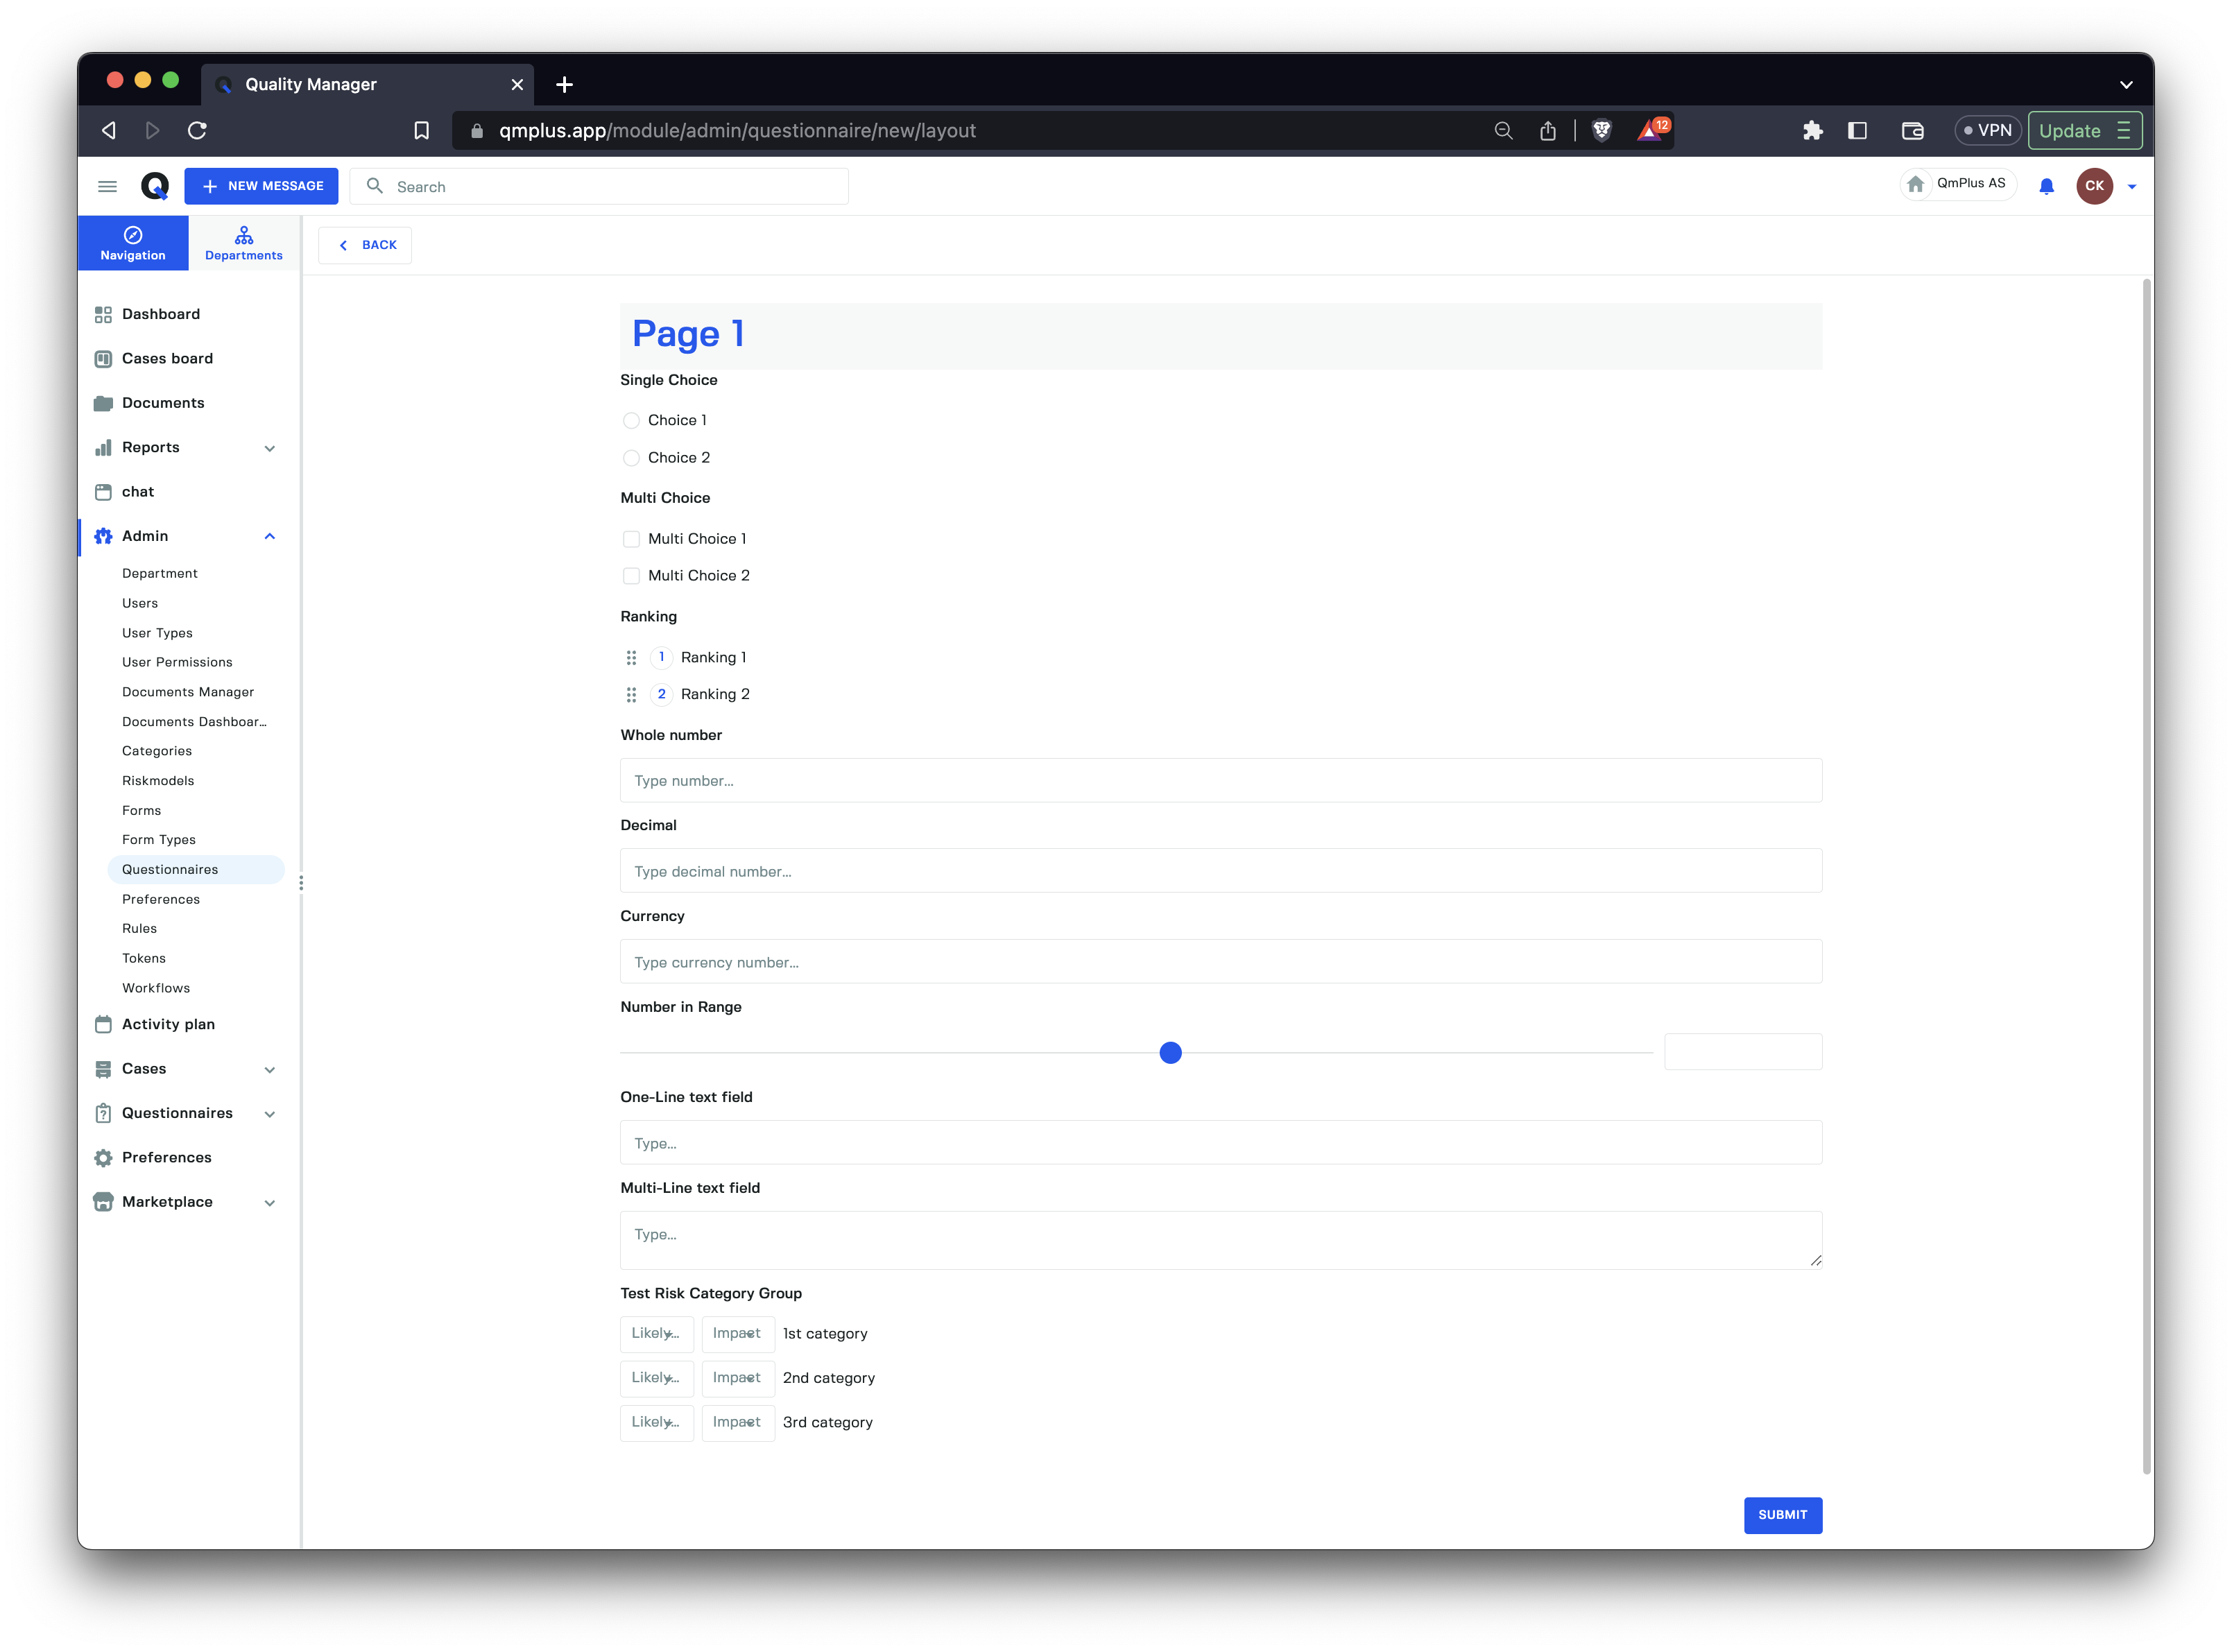 Quality Manager
qmplus.app/module/admin/questionnaire/new/layout
12
VPN
Update
NEW MESSAGE
Search
QmPlus AS
CK
Navigation
Departments
BACK
Dashboard
Cases board
Documents
Reports
chat
Admin
Department
Users
User Types
User Permissions
Documents Manager
Documents Dashboar...
Categories
Riskmodels
Forms
Form Types
Questionnaires
Preferences
Rules
Tokens
Workflows
Activity plan
Cases
Questionnaires
Preferences
Marketplace
Page 1
Single Choice
Choice 1
Choice 2
Multi Choice
Multi Choice 1
Multi Choice 2
Ranking
1 Ranking 1
2 Ranking 2
Whole number
Type number...
Decimal
Type decimal number...
Currency
Type currency number...
Number in Range
One-Line text field
Type...
Multi-Line text field
Type...
Test Risk Category Group
Likely... Impact 1st category
Likely... Impact 2nd category
Likely... Impact 3rd category
SUBMIT